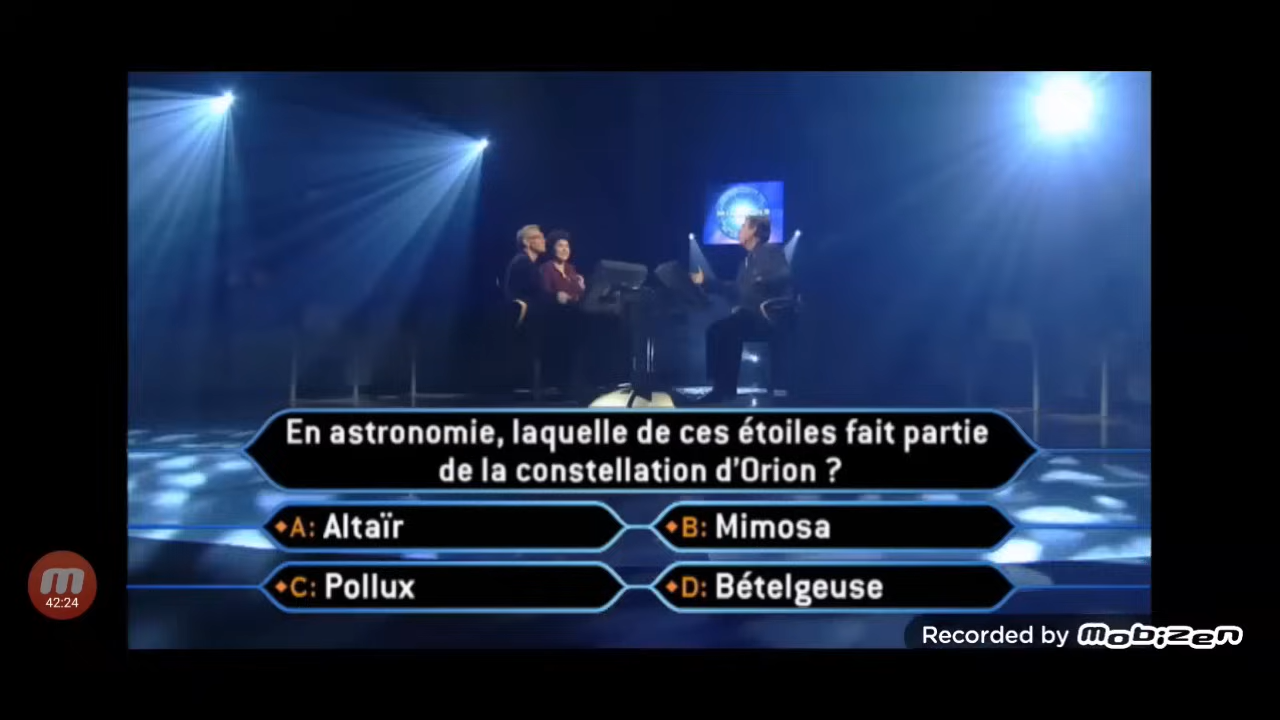 En astronomie, laquelle de ces étoiles fait partie
de la constellation d'Orion ?
A: Altaïr
B: Mimosa
C: Pollux
D: Bételgeuse
42:24
Recorded by mobizen